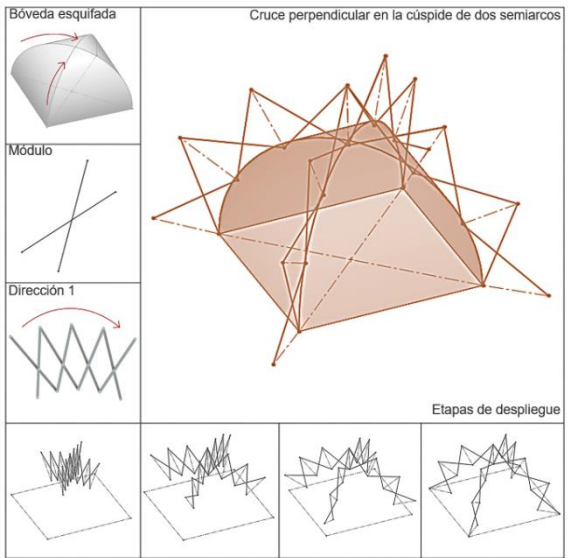 Bóveda esquifada
Cruce perpendicular en la cúspide de dos semiarcos
Módulo
Dirección 1
Etapas de despliegue